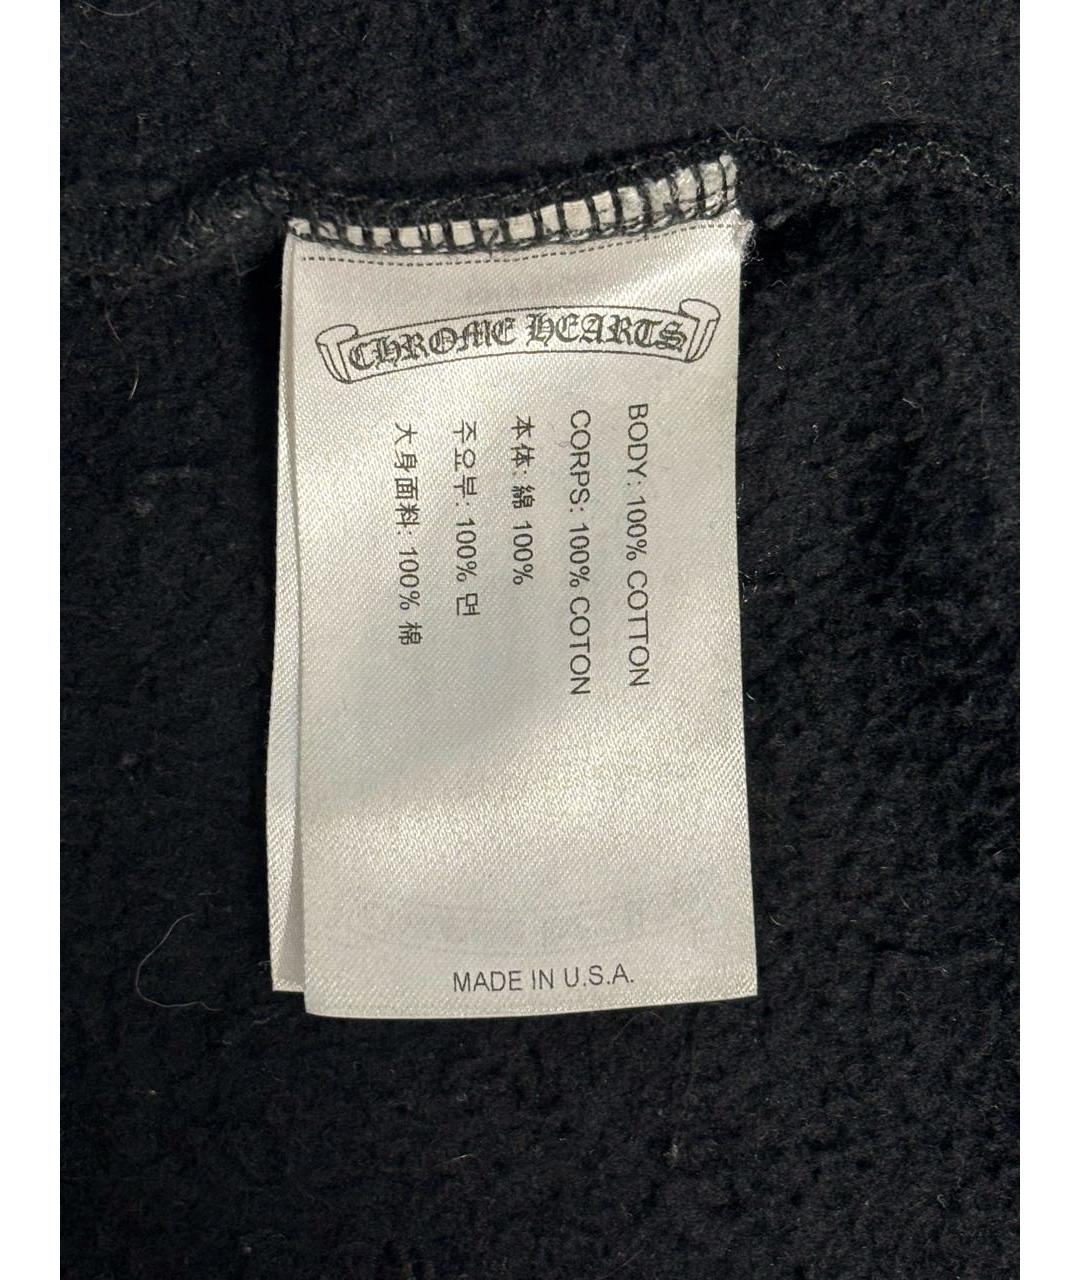 CHROME HEARTS
BODY: 100% COTTON
CORPS: 100% COTON
本体: 綿 100%
주요부: 100% 면
大身面料: 100% 棉
MADE IN U.S.A.